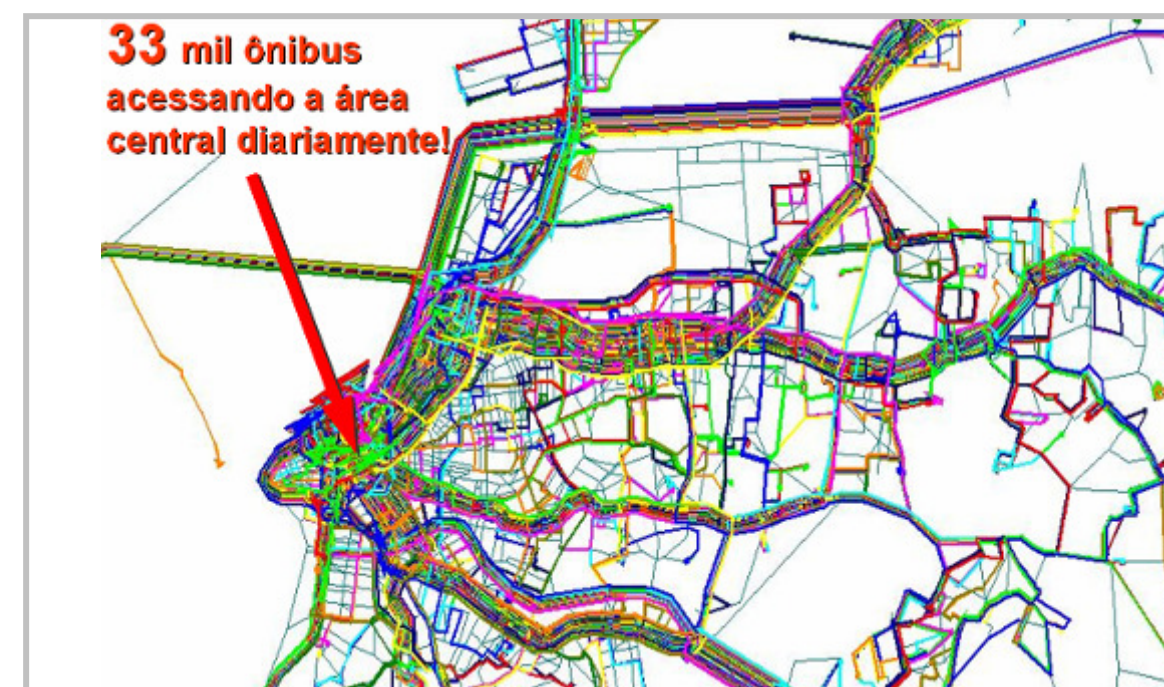 33 mil ônibus
acessando a área
central diariamente!